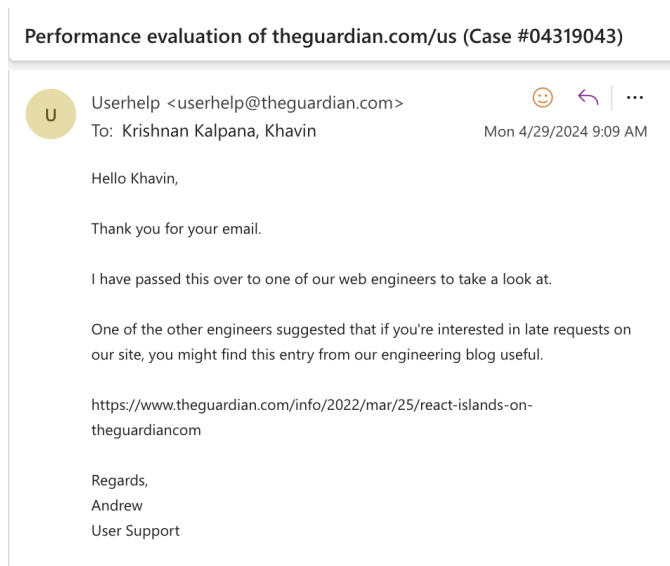 Performance evaluation of theguardian.com/us (Case #04319043)
U
Userhelp <userhelp@theguardian.com>
To: Krishnan Kalpana, Khavin
Mon 4/29/2024 9:09 AM
Hello Khavin,
Thank you for your email.
I have passed this over to one of our web engineers to take a look at.
One of the other engineers suggested that if you're interested in late requests on
our site, you might find this entry from our engineering blog useful.
https://www.theguardian.com/info/2022/mar/25/react-islands-on-
theguardiancom
Regards,
Andrew
User Support